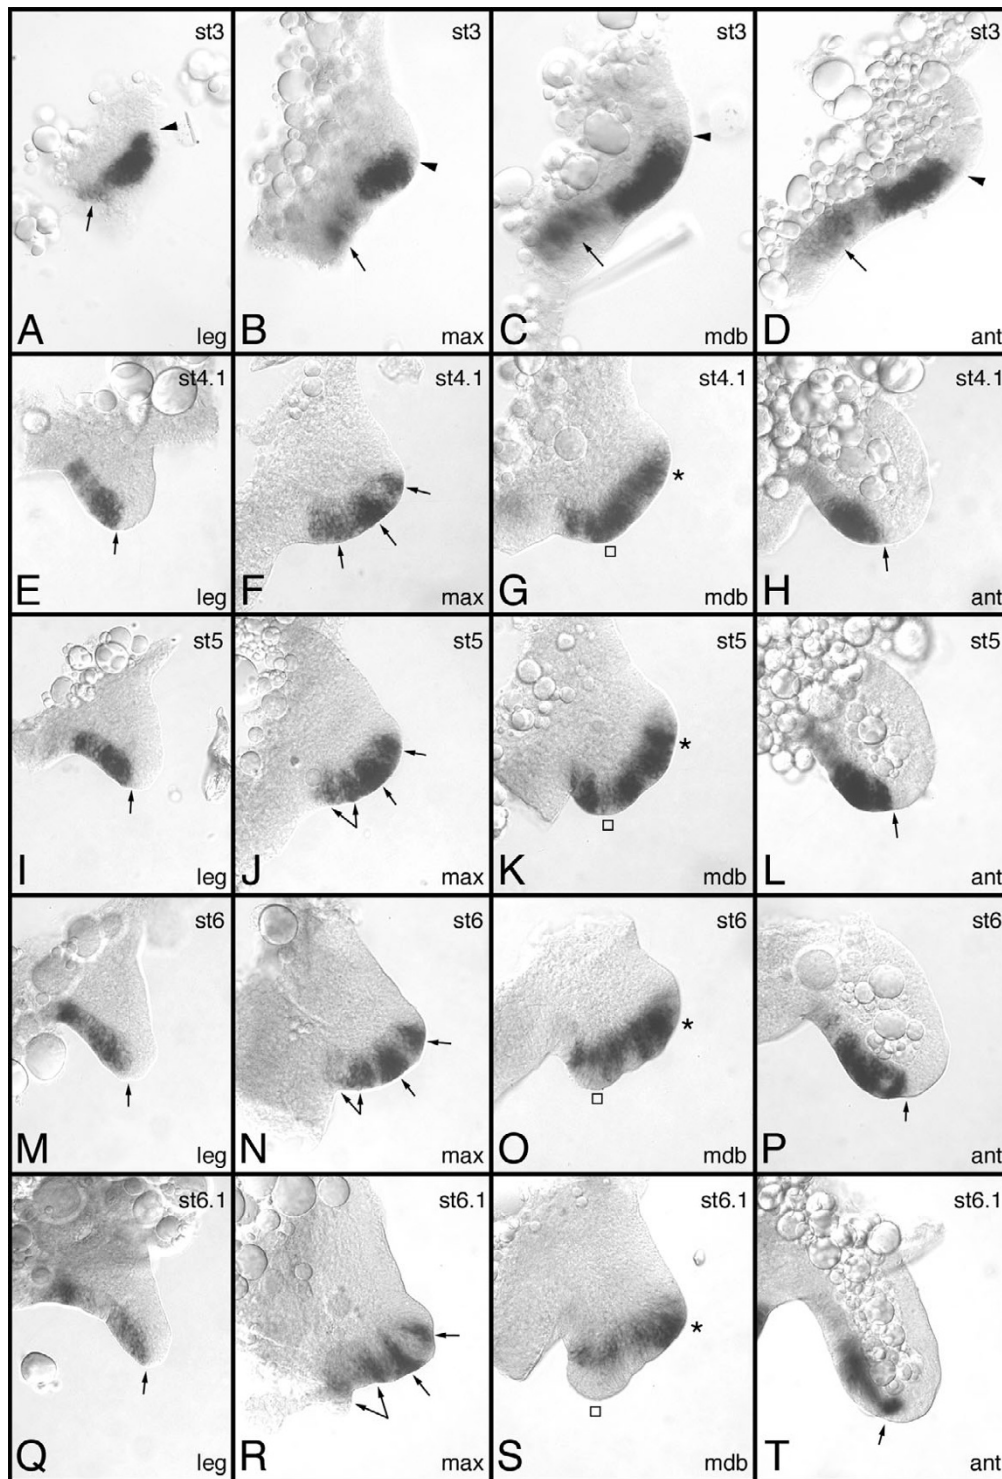 st3 st3 st3 st3
A leg B max C mdb D ant
st4.1 st4.1 st4.1 st4.1
E leg F max G mdb H ant
st5 st5 st5 st5
I leg J max K mdb L ant
st6 st6 st6 st6
M leg N max O mdb P ant
st6.1 st6.1 st6.1 st6.1
Q leg R max S mdb T ant